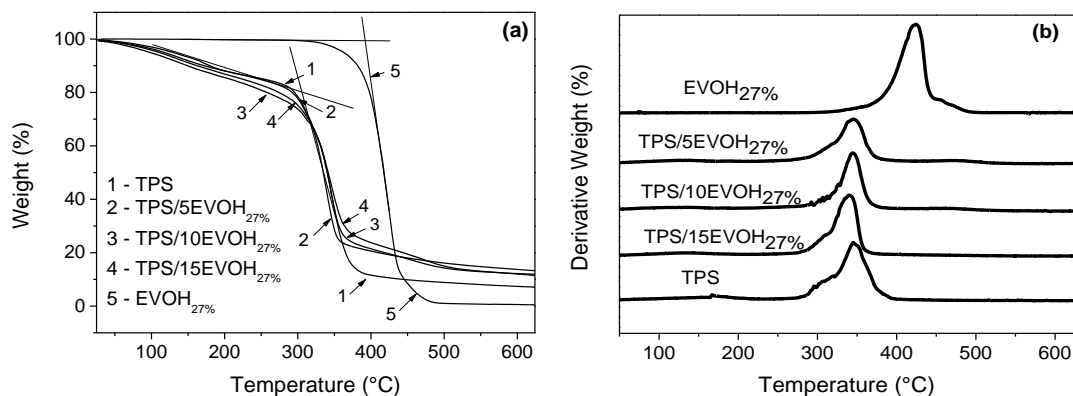 (a)
100
80
60
40
20
0
Weight (%)
1
2
3
4
5
1 - TPS
2 - TPS/5EVOH27%
3 - TPS/10EVOH27%
4 - TPS/15EVOH27%
5 - EVOH27%
4
3
2
1
5
100 200 300 400 500 600
Temperature (°C)
(b)
Derivative Weight (%)
EVOH27%
TPS/5EVOH27%
TPS/10EVOH27%
TPS/15EVOH27%
TPS
100 200 300 400 500 600
Temperature (°C)